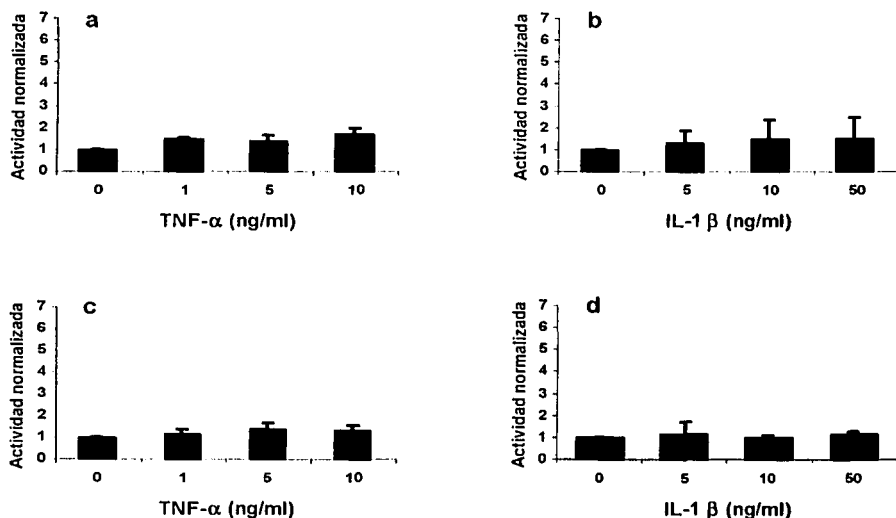 a
Actividad normalizada
7
6
5
4
3
2
1
0
0 1 5 10
TNF-α (ng/ml)
b
Actividad normalizada
7
6
5
4
3
2
1
0
0 5 10 50
IL-1 β (ng/ml)
c
Actividad normalizada
7
6
5
4
3
2
1
0
0 1 5 10
TNF-α (ng/ml)
d
Actividad normalizada
7
6
5
4
3
2
1
0
0 5 10 50
IL-1 β (ng/ml)